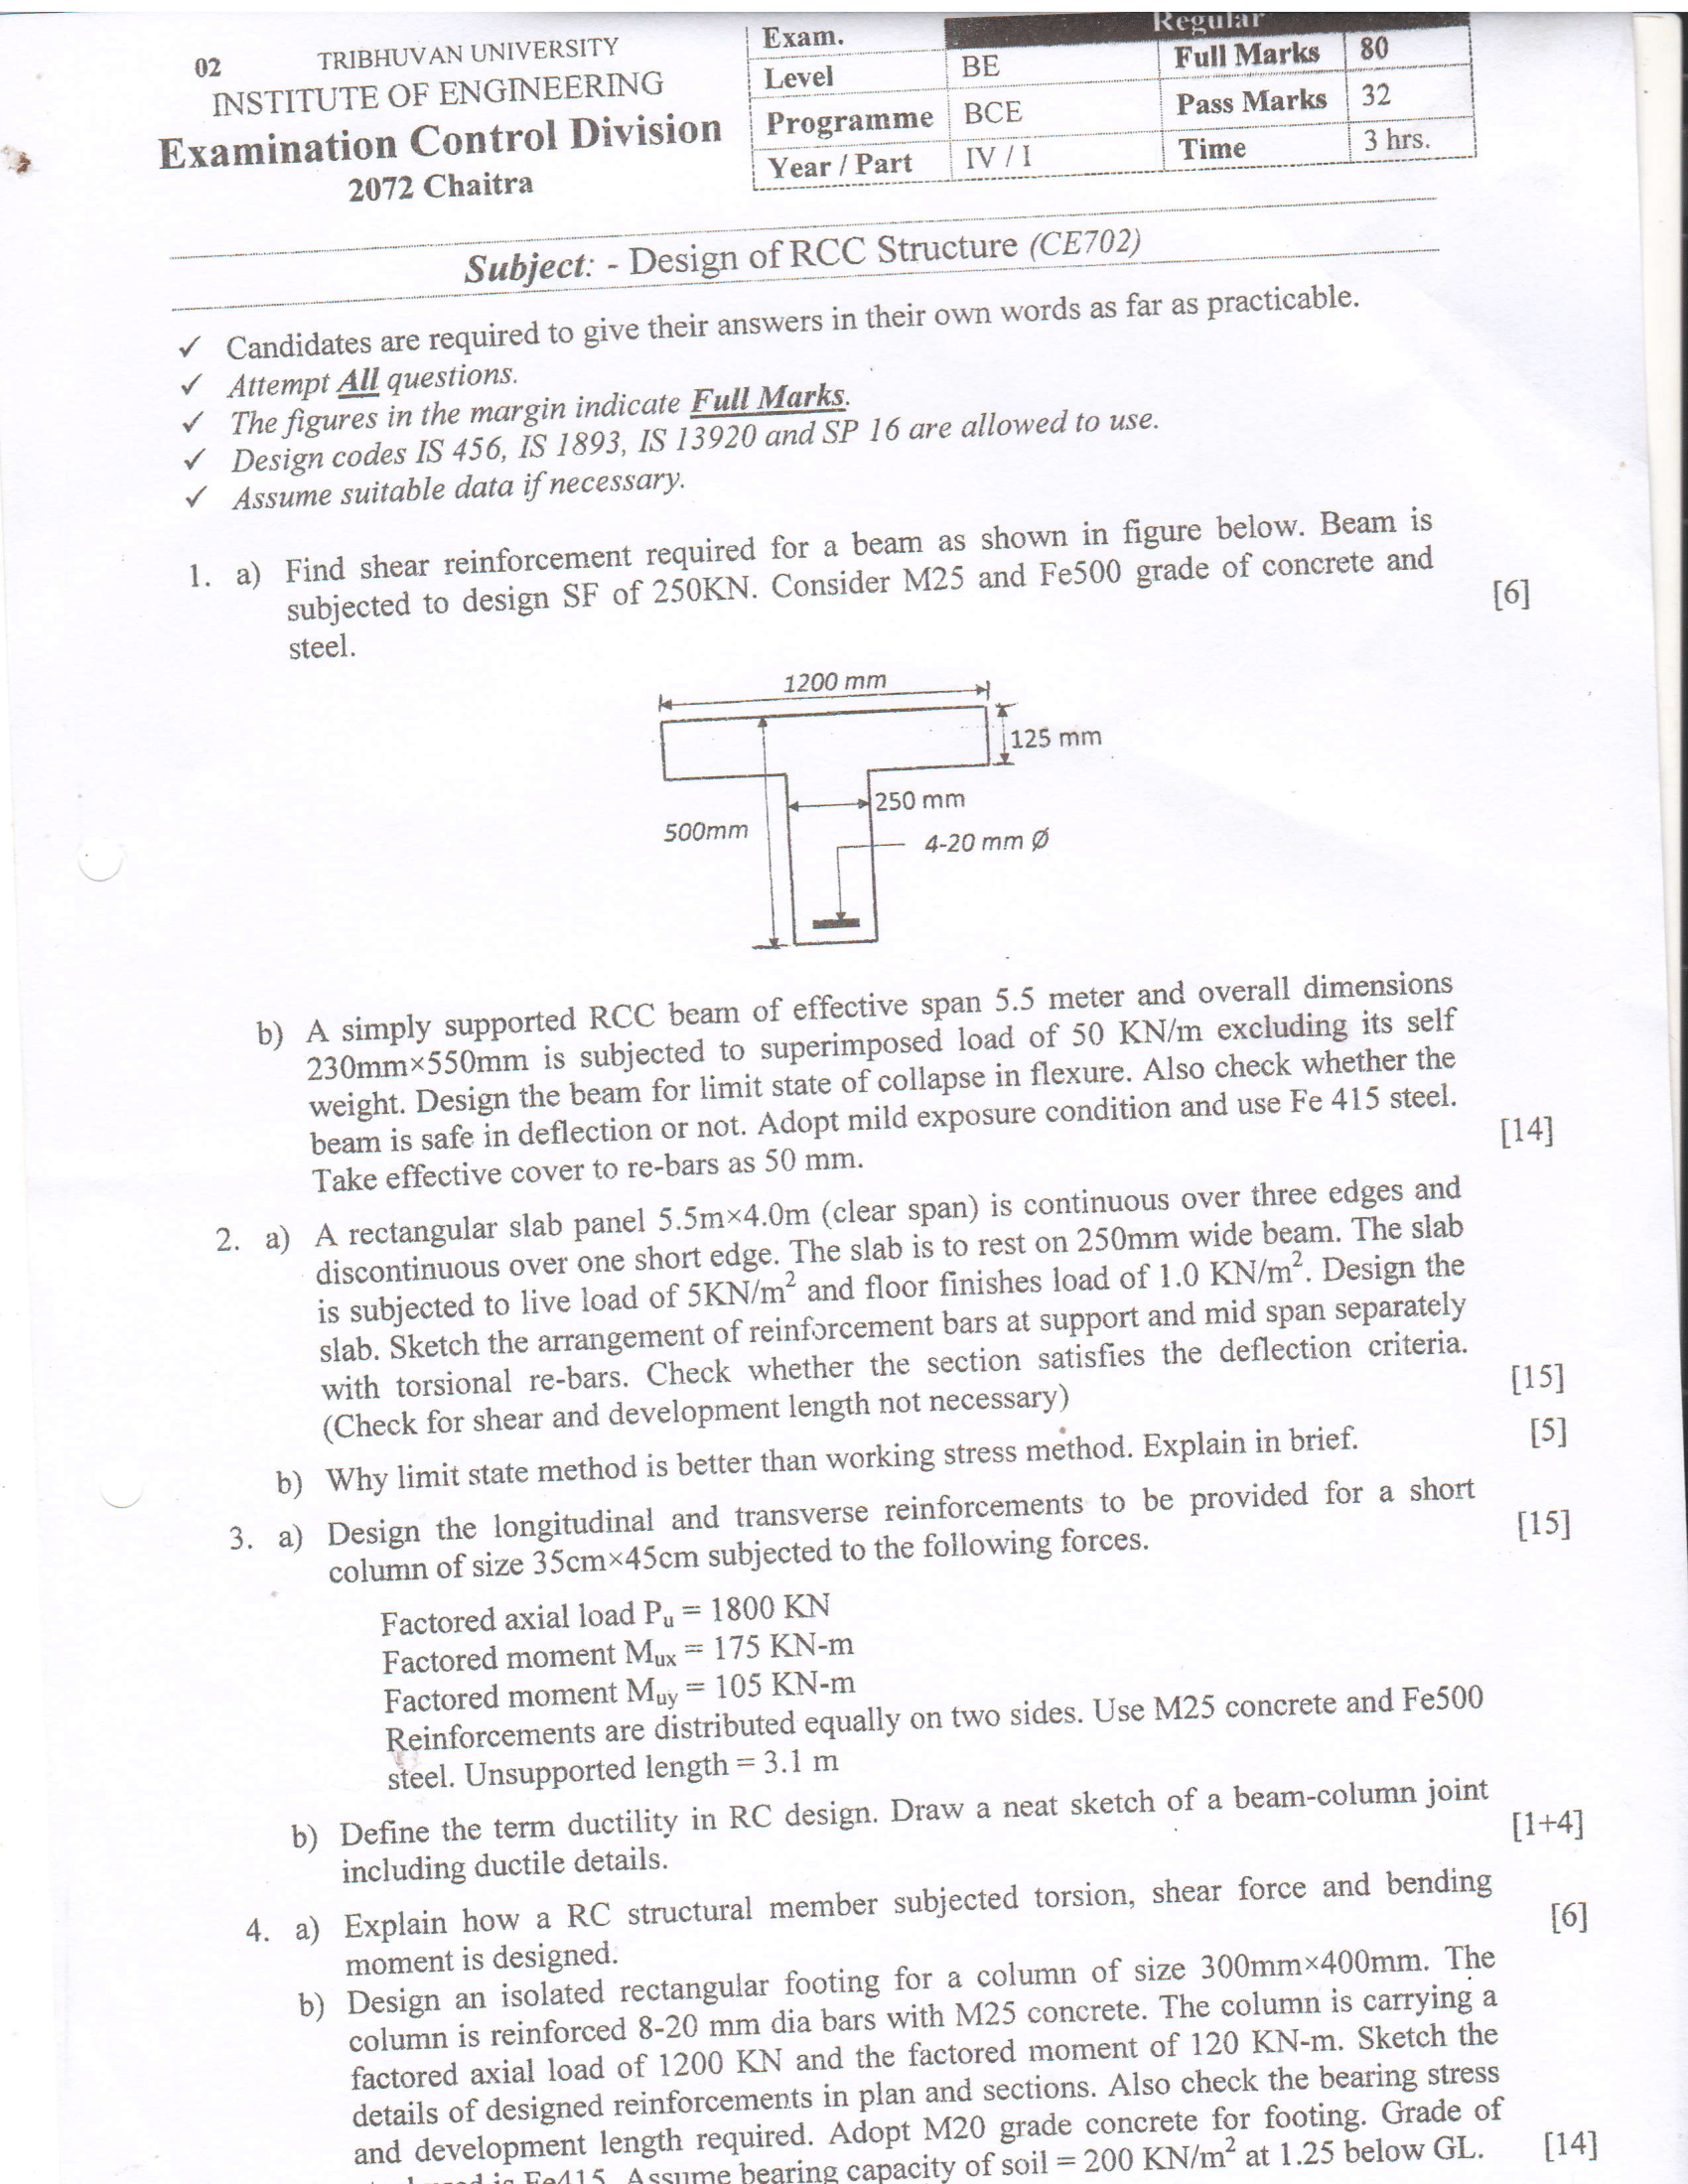 02 TRIBHUVAN UNIVERSITY
INSTITUTE OF ENGINEERING
Examination Control Division
2072 Chaitra
Exam. Regular
Level BE Full Marks 80
Programme BCE Pass Marks 32
Year / Part IV / I Time 3 hrs.
Subject: - Design of RCC Structure (CE702)
✓ Candidates are required to give their answers in their own words as far as practicable.
✓ Attempt All questions.
✓ The figures in the margin indicate Full Marks.
✓ Design codes IS 456, IS 1893, IS 13920 and SP 16 are allowed to use.
✓ Assume suitable data if necessary.
1. a) Find shear reinforcement required for a beam as shown in figure below. Beam is
subjected to design SF of 250KN. Consider M25 and Fe500 grade of concrete and
steel. [6]
1200 mm
125 mm
250 mm
500mm
4-20 mm Ø
b) A simply supported RCC beam of effective span 5.5 meter and overall dimensions
230mm×550mm is subjected to superimposed load of 50 KN/m excluding its self
weight. Design the beam for limit state of collapse in flexure. Also check whether the
beam is safe in deflection or not. Adopt mild exposure condition and use Fe 415 steel.
Take effective cover to re-bars as 50 mm. [14]
2. a) A rectangular slab panel 5.5m×4.0m (clear span) is continuous over three edges and
discontinuous over one short edge. The slab is to rest on 250mm wide beam. The slab
is subjected to live load of 5KN/m² and floor finishes load of 1.0 KN/m². Design the
slab. Sketch the arrangement of reinforcement bars at support and mid span separately
with torsional re-bars. Check whether the section satisfies the deflection criteria.
(Check for shear and development length not necessary) [15]
b) Why limit state method is better than working stress method. Explain in brief. [5]
3. a) Design the longitudinal and transverse reinforcements to be provided for a short
column of size 35cm×45cm subjected to the following forces. [15]
Factored axial load Pu = 1800 KN
Factored moment Mux = 175 KN-m
Factored moment Muy = 105 KN-m
Reinforcements are distributed equally on two sides. Use M25 concrete and Fe500
steel. Unsupported length = 3.1 m
b) Define the term ductility in RC design. Draw a neat sketch of a beam-column joint
including ductile details. [1+4]
4. a) Explain how a RC structural member subjected torsion, shear force and bending
moment is designed. [6]
b) Design an isolated rectangular footing for a column of size 300mm×400mm. The
column is reinforced 8-20 mm dia bars with M25 concrete. The column is carrying a
factored axial load of 1200 KN and the factored moment of 120 KN-m. Sketch the
details of designed reinforcements in plan and sections. Also check the bearing stress
and development length required. Adopt M20 grade concrete for footing. Grade of
is Fe415. Assume bearing capacity of soil = 200 KN/m² at 1.25 below GL. [14]